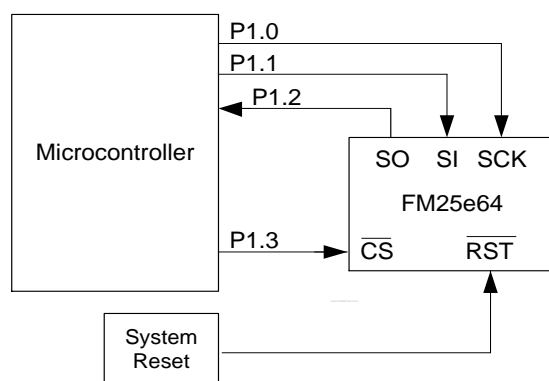 P1.0
P1.1
P1.2
Microcontroller
SO SI SCK
FM25e64
P1.3
CS RST
System
Reset